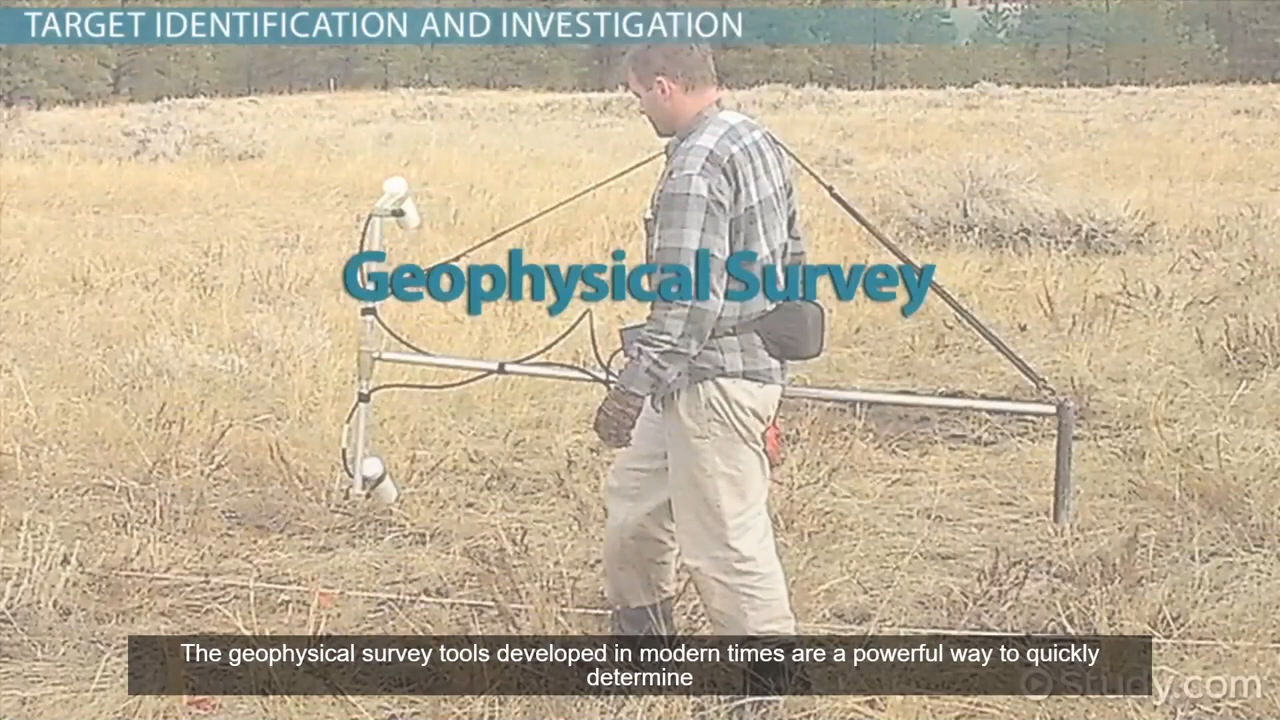 TARGET IDENTIFICATION AND INVESTIGATION
Geophysical Survey
The geophysical survey tools developed in modern times are a powerful way to quickly
determine
Study.com